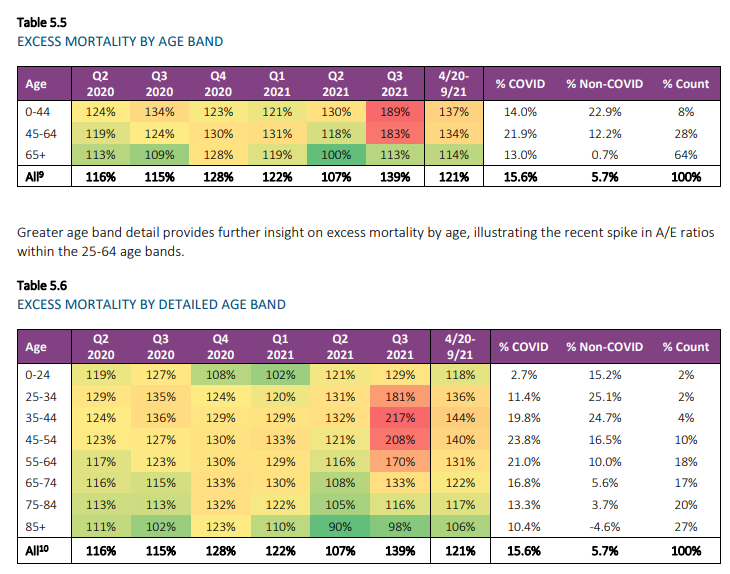 Table 5.5
EXCESS MORTALITY BY AGE BAND
Age Q2 2020 Q3 2020 Q4 2020 Q1 2021 Q2 2021 Q3 2021 4/20-9/21 % COVID % Non-COVID % Count
0-44 124% 134% 123% 121% 130% 189% 137% 14.0% 22.9% 8%
45-64 119% 124% 130% 131% 118% 183% 134% 21.9% 12.2% 28%
65+ 113% 109% 128% 119% 100% 113% 114% 13.0% 0.7% 64%
All⁹ 116% 115% 128% 122% 107% 139% 121% 15.6% 5.7% 100%
Greater age band detail provides further insight on excess mortality by age, illustrating the recent spike in A/E ratios
within the 25-64 age bands.
Table 5.6
EXCESS MORTALITY BY DETAILED AGE BAND
Age Q2 2020 Q3 2020 Q4 2020 Q1 2021 Q2 2021 Q3 2021 4/20-9/21 % COVID % Non-COVID % Count
0-24 119% 127% 108% 102% 121% 129% 118% 2.7% 15.2% 2%
25-34 129% 135% 124% 120% 131% 181% 136% 11.4% 25.1% 2%
35-44 124% 136% 129% 129% 132% 217% 144% 19.8% 24.7% 4%
45-54 123% 127% 130% 133% 121% 208% 140% 23.8% 16.5% 10%
55-64 117% 123% 130% 129% 116% 170% 131% 21.0% 10.0% 18%
65-74 116% 115% 133% 130% 108% 133% 122% 16.8% 5.6% 17%
75-84 113% 113% 132% 122% 105% 116% 117% 13.3% 3.7% 20%
85+ 111% 102% 123% 110% 90% 98% 106% 10.4% -4.6% 27%
All¹⁰ 116% 115% 128% 122% 107% 139% 121% 15.6% 5.7% 100%